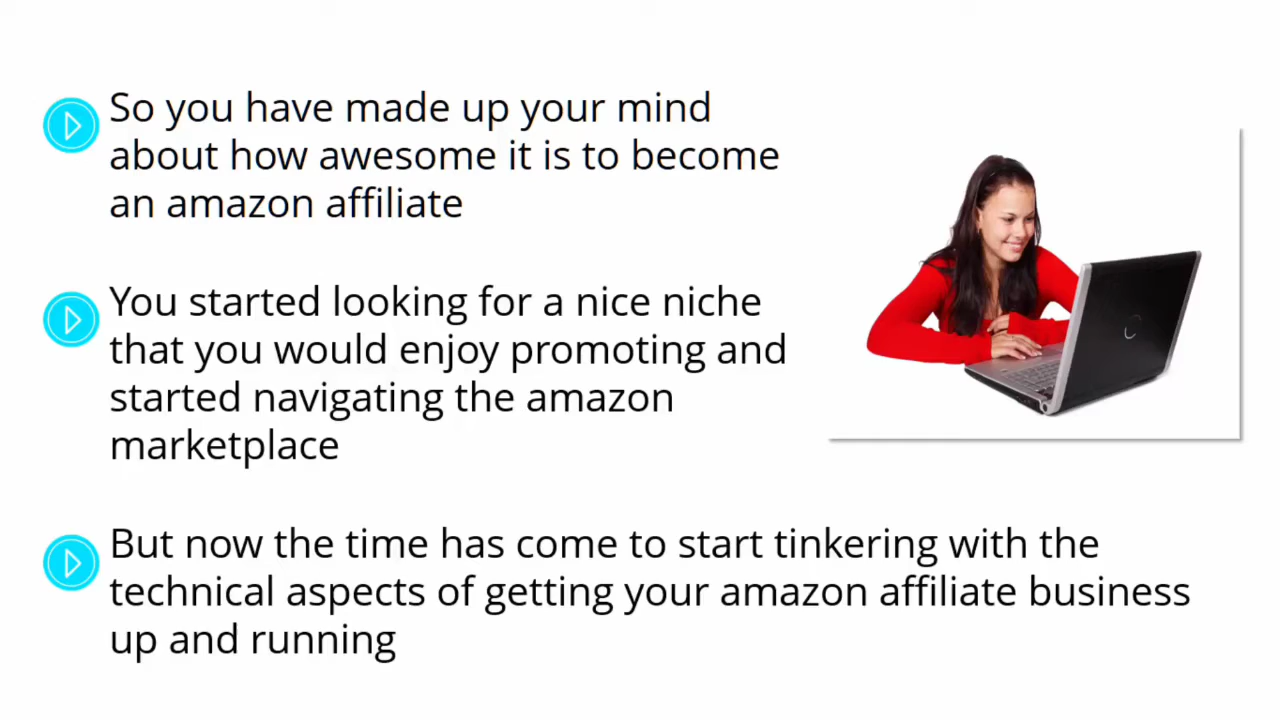 So you have made up your mind
about how awesome it is to become
an amazon affiliate
You started looking for a nice niche
that you would enjoy promoting and
started navigating the amazon
marketplace
But now the time has come to start tinkering with the
technical aspects of getting your amazon affiliate business
up and running